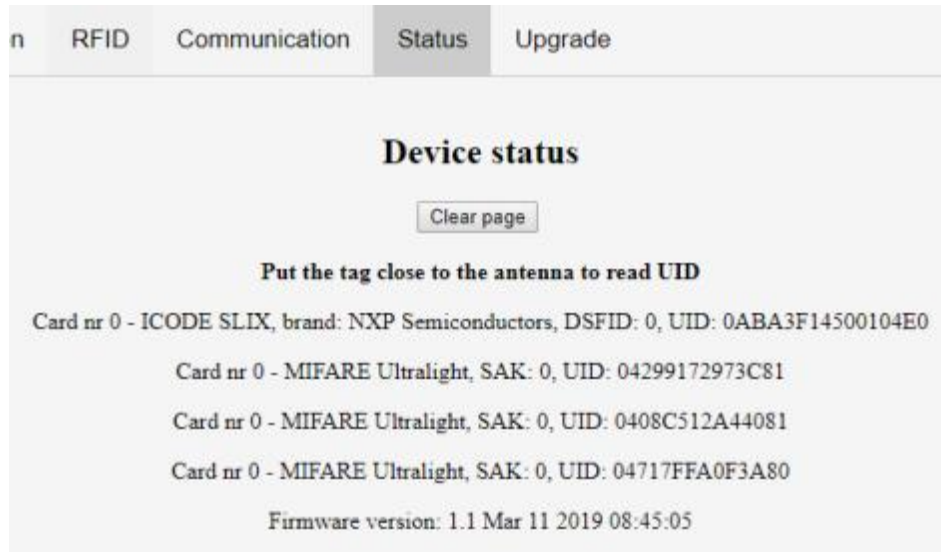 n RFID Communication Status Upgrade
Device status
Clear page
Put the tag close to the antenna to read UID
Card nr 0 - ICODE SLIX, brand: NXP Semiconductors, DSFID: 0, UID: 0ABA3F14500104E0
Card nr 0 - MIFARE Ultralight, SAK: 0, UID: 04299172973C81
Card nr 0 - MIFARE Ultralight, SAK: 0, UID: 0408C512A44081
Card nr 0 - MIFARE Ultralight, SAK: 0, UID: 04717FFA0F3A80
Firmware version: 1.1 Mar 11 2019 08:45:05